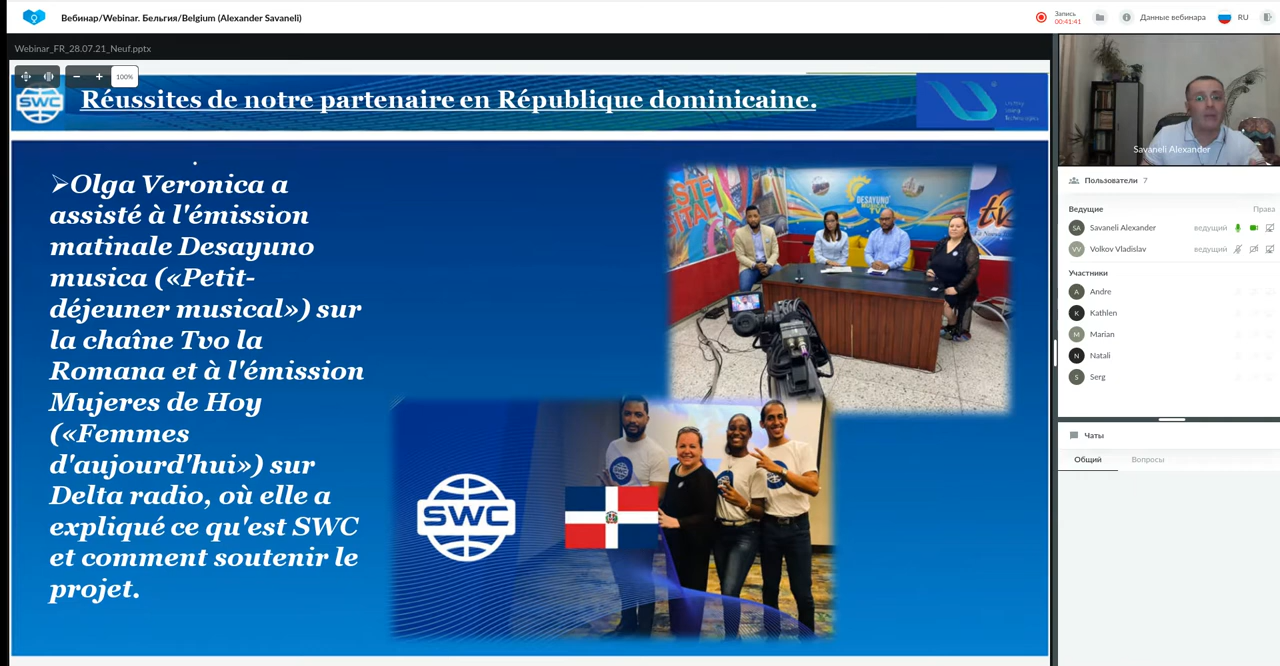 Вебинар/Webinar. Бельгия/Belgium (Alexander Savaneli)
Запись
00:41:41
Данные вебинара
RU
Webinar_FR_28.07.21_Neuf.pptx
100%
SWC
Réussites de notre partenaire en République dominicaine.
.
➢Olga Veronica a
assisté à l'émission
matinale Desayuno
musica («Petit-
déjeuner musical») sur
la chaîne Tvo la
Romana et à l'émission
Mujeres de Hoy
(«Femmes
d'aujourd'hui») sur
Delta radio, où elle a
expliqué ce qu'est SWC
et comment soutenir le
projet.
DESAYUNO
MUSICAL
TV
tv
SWC
Savaneli Alexander
Пользователи 7
Ведущие Права
SA Savaneli Alexander ведущий
VV Volkov Vladislav ведущий
Участники
A Andre
K Kathlen
M Marian
N Natali
S Serg
Чаты
Общий Вопросы